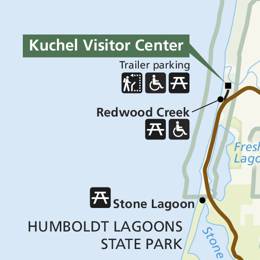 Kuchel Visitor Center
Trailer parking
Redwood Creek
Fresh
Lago
Stone Lagoon
HUMBOLDT LAGOONS
STATE PARK
Stone